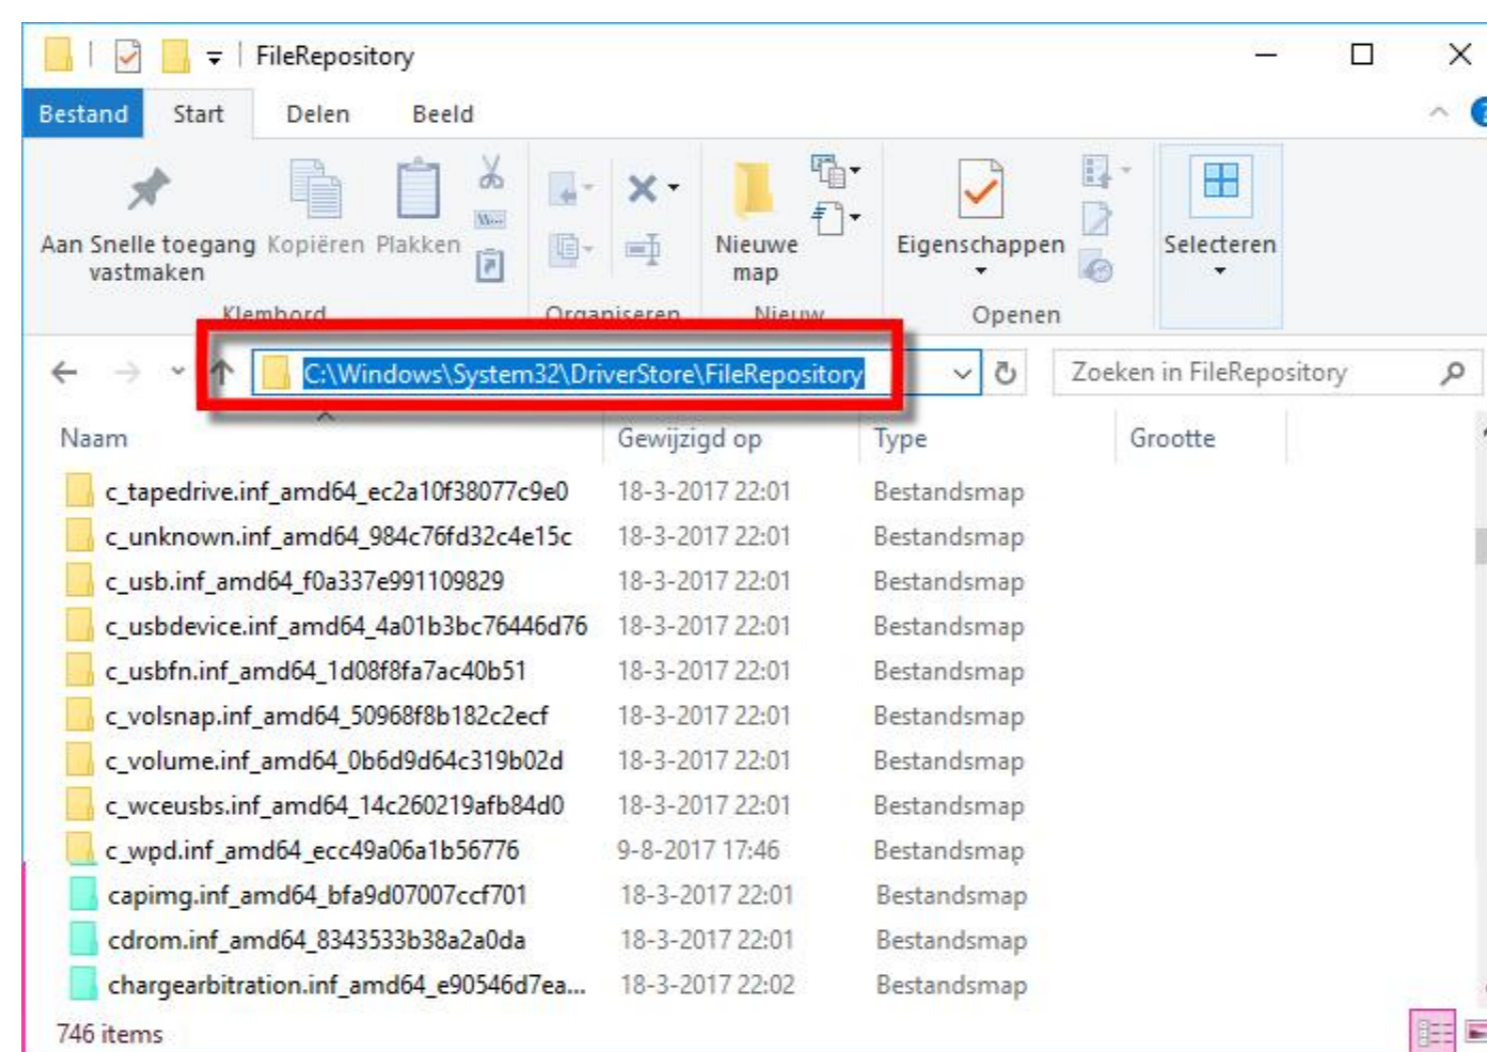 FileRepository
Bestand Start Delen Beeld
Aan Snelle toegang vastmaken
Kopiëren Plakken
Nieuwe map
Eigenschappen
Selecteren
Klembord Organiseren Nieuw Openen
C:\Windows\System32\DriverStore\FileRepository
Zoeken in FileRepository
Naam Gewijzigd op Type Grootte
c_tapedrive.inf_amd64_ec2a10f38077c9e0 18-3-2017 22:01 Bestandsmap
c_unknown.inf_amd64_984c76fd32c4e15c 18-3-2017 22:01 Bestandsmap
c_usb.inf_amd64_f0a337e991109829 18-3-2017 22:01 Bestandsmap
c_usbdevice.inf_amd64_4a01b3bc76446d76 18-3-2017 22:01 Bestandsmap
c_usbfn.inf_amd64_1d08f8fa7ac40b51 18-3-2017 22:01 Bestandsmap
c_volsnap.inf_amd64_50968f8b182c2ecf 18-3-2017 22:01 Bestandsmap
c_volume.inf_amd64_0b6d9d64c319b02d 18-3-2017 22:01 Bestandsmap
c_wceusbs.inf_amd64_14c260219afb84d0 18-3-2017 22:01 Bestandsmap
c_wpd.inf_amd64_ecc49a06a1b56776 9-8-2017 17:46 Bestandsmap
capimg.inf_amd64_bfa9d07007ccf701 18-3-2017 22:01 Bestandsmap
cdrom.inf_amd64_8343533b38a2a0da 18-3-2017 22:01 Bestandsmap
chargearbitration.inf_amd64_e90546d7ea... 18-3-2017 22:02 Bestandsmap
746 items